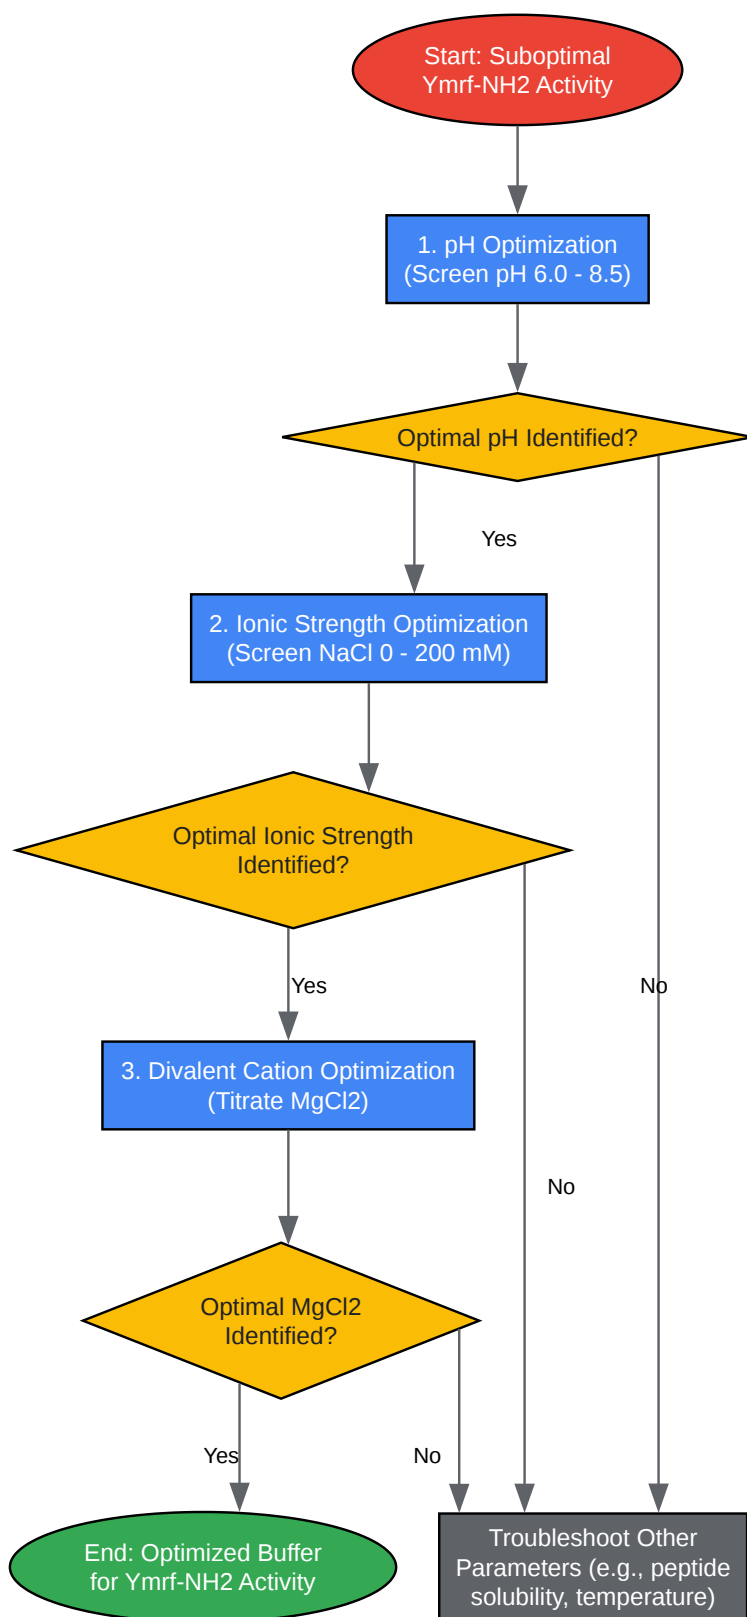 Start: Suboptimal
Ymrf-NH2 Activity
1. pH Optimization
(Screen pH 6.0 - 8.5)
Optimal pH Identified?
Yes
2. Ionic Strength Optimization
(Screen NaCl 0 - 200 mM)
Optimal Ionic Strength
Identified?
Yes
No
3. Divalent Cation Optimization
(Titrate MgCl2)
No
Optimal MgCl2
Identified?
Yes
No
End: Optimized Buffer
for Ymrf-NH2 Activity
Troubleshoot Other
Parameters (e.g., peptide
solubility, temperature)